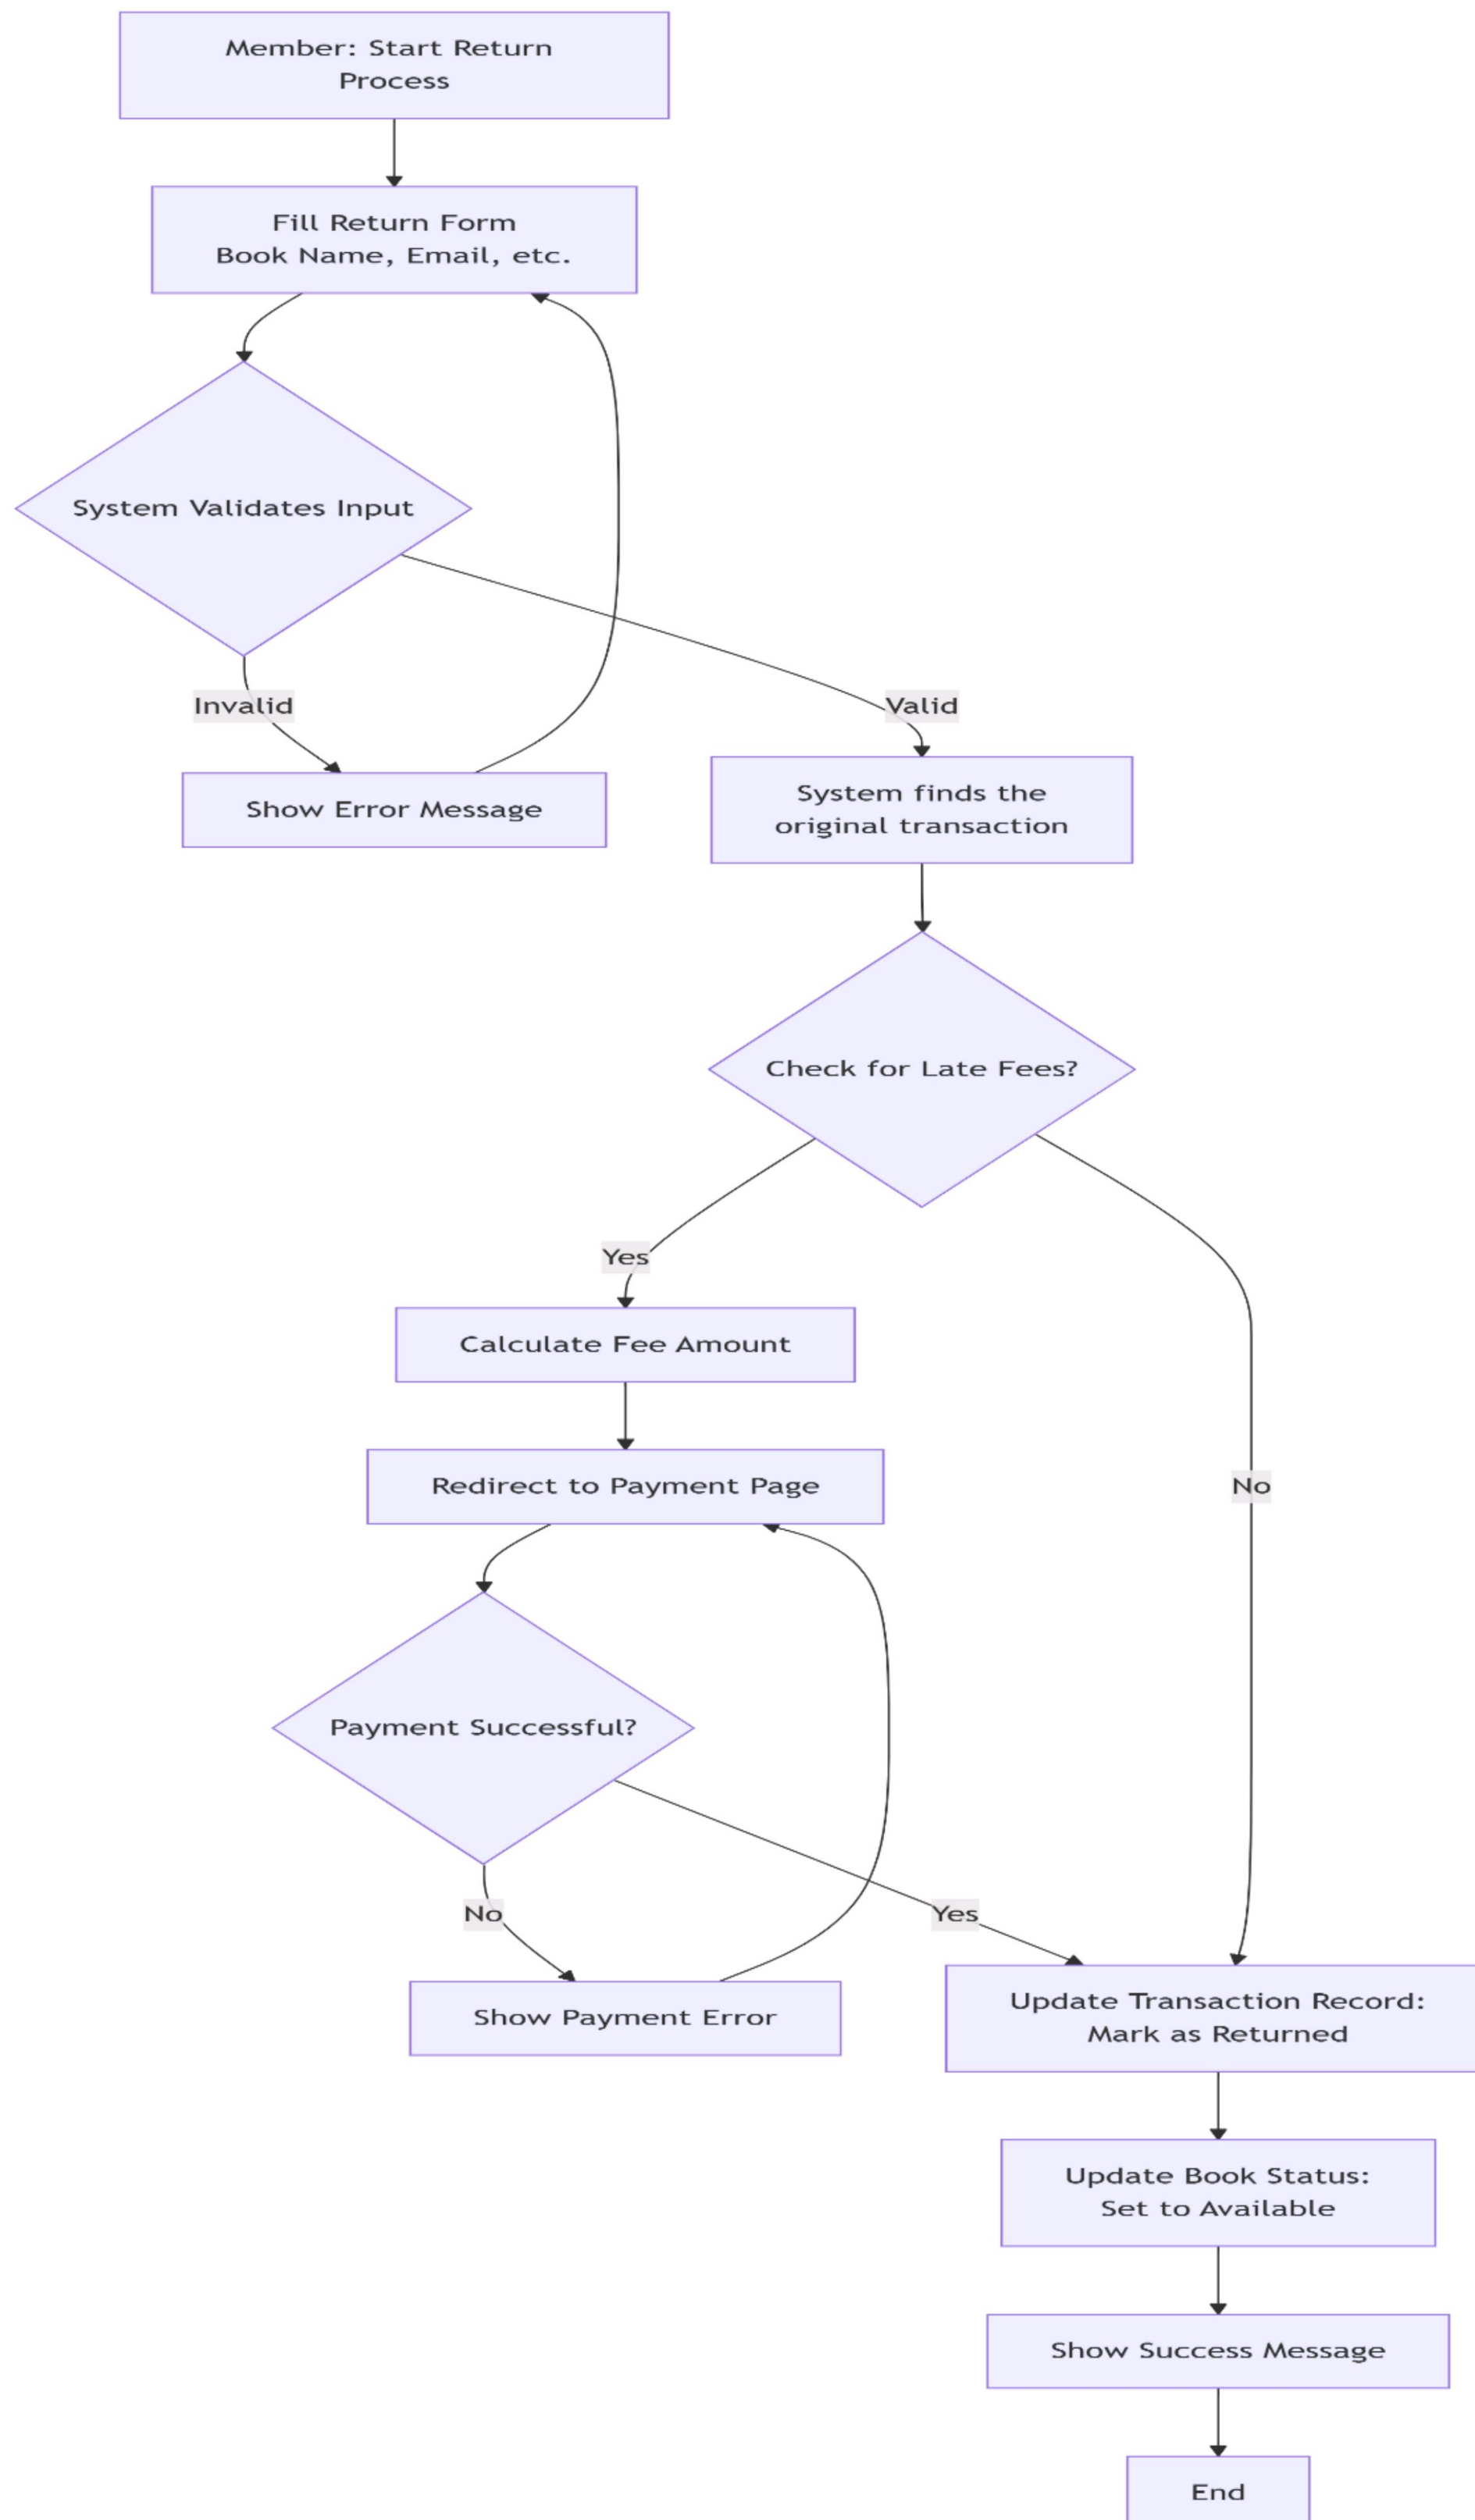 Member: Start Return
Process
Fill Return Form
Book Name, Email, etc.
System Validates Input
Invalid
Valid
Show Error Message
System finds the
original transaction
Check for Late Fees?
Yes
Calculate Fee Amount
Redirect to Payment Page
No
Payment Successful?
No
Yes
Show Payment Error
Update Transaction Record:
Mark as Returned
Update Book Status:
Set to Available
Show Success Message
End